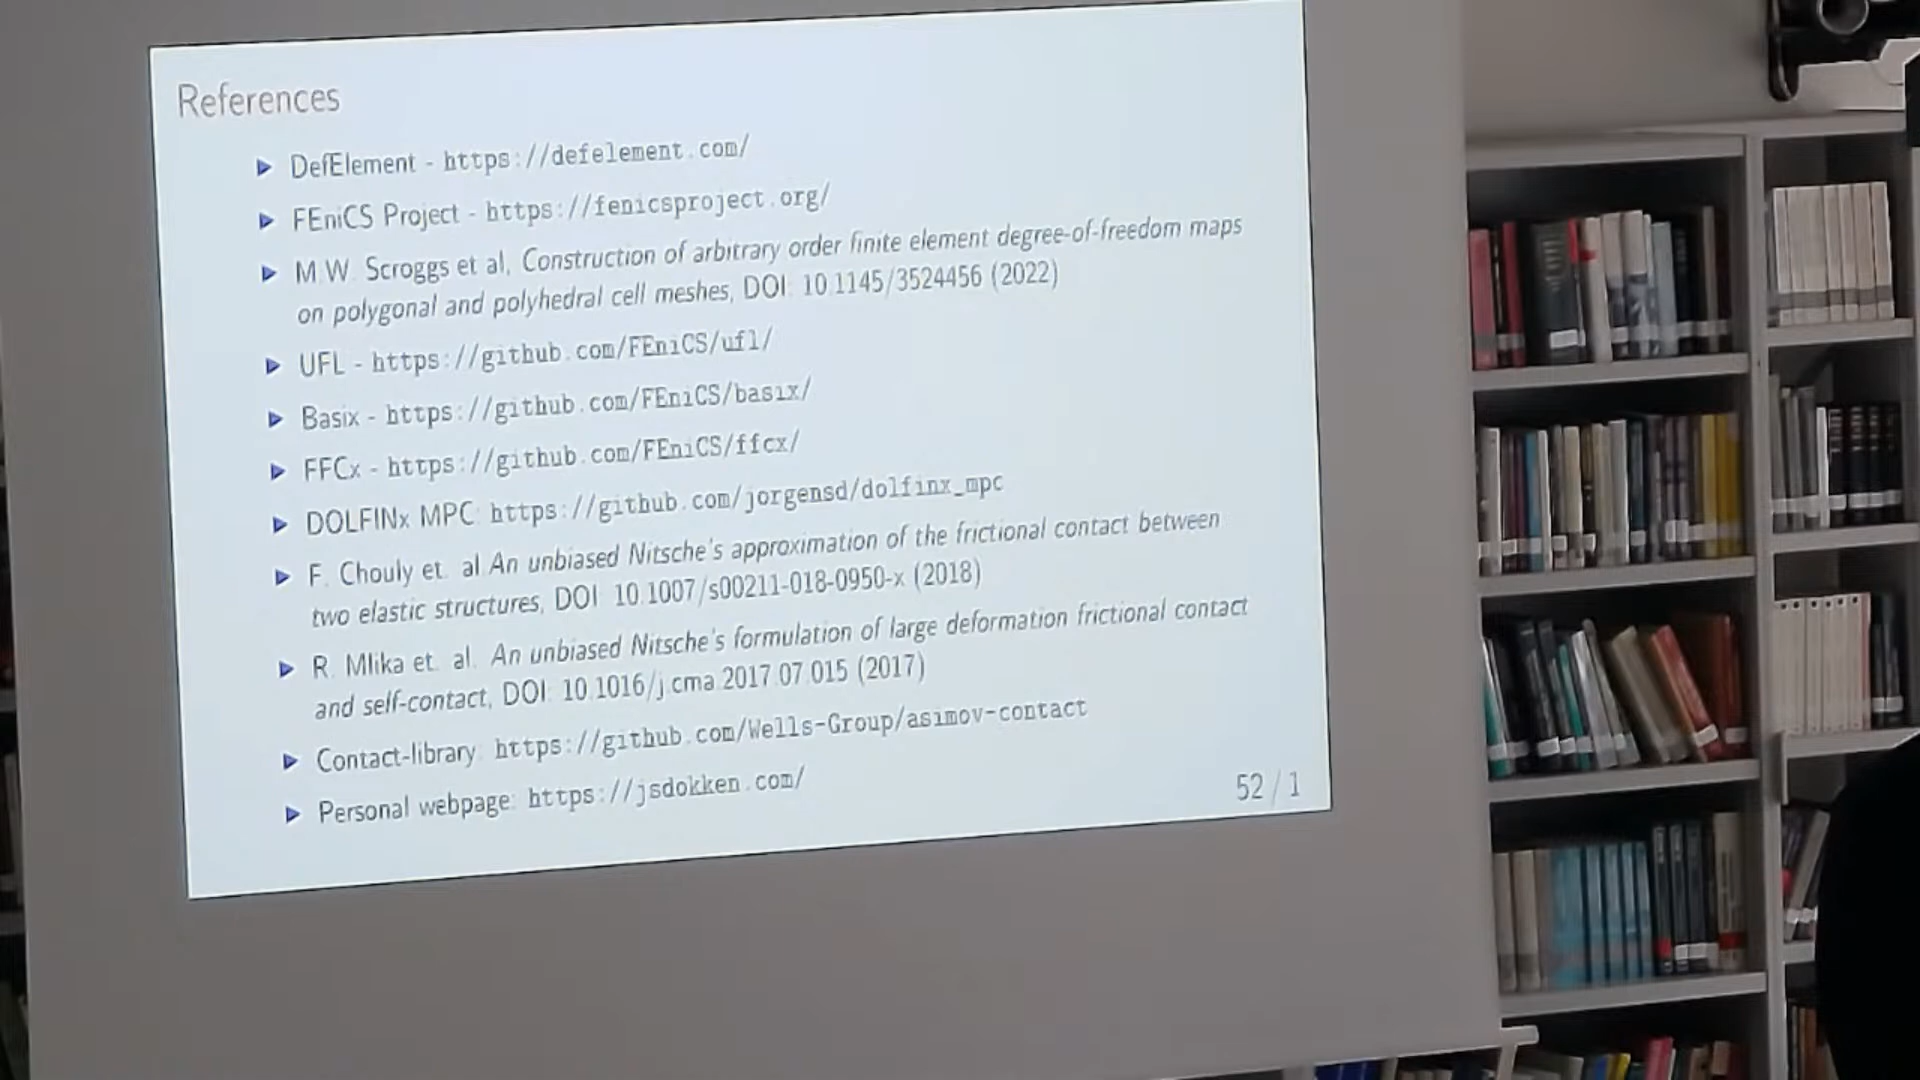 References
DefElement - https://defelement.com/
FEniCS Project - https://fenicsproject.org/
M.W. Scroggs et al, Construction of arbitrary order finite element degree-of-freedom maps
on polygonal and polyhedral cell meshes, DOI: 10.1145/3524456 (2022)
UFL - https://github.com/FEniCS/ufl/
Basix - https://github.com/FEniCS/basix/
FFCx - https://github.com/FEniCS/ffcx/
DOLFINx MPC: https://github.com/jorgensd/dolfinx_mpc
F. Chouly et. al An unbiased Nitsche's approximation of the frictional contact between
two elastic structures, DOI: 10.1007/s00211-018-0950-x (2018)
R. Mlika et. al. An unbiased Nitsche's formulation of large deformation frictional contact
and self-contact, DOI: 10.1016/j.cma.2017.07.015 (2017)
Contact-library: https://github.com/Wells-Group/asimov-contact
Personal webpage: https://jsdokken.com/
52 / 1